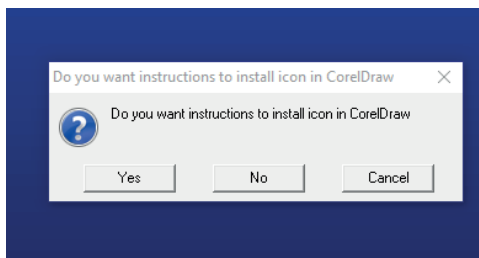 Do you want instructions to install icon in CorelDraw
Do you want instructions to install icon in CorelDraw
Yes No Cancel